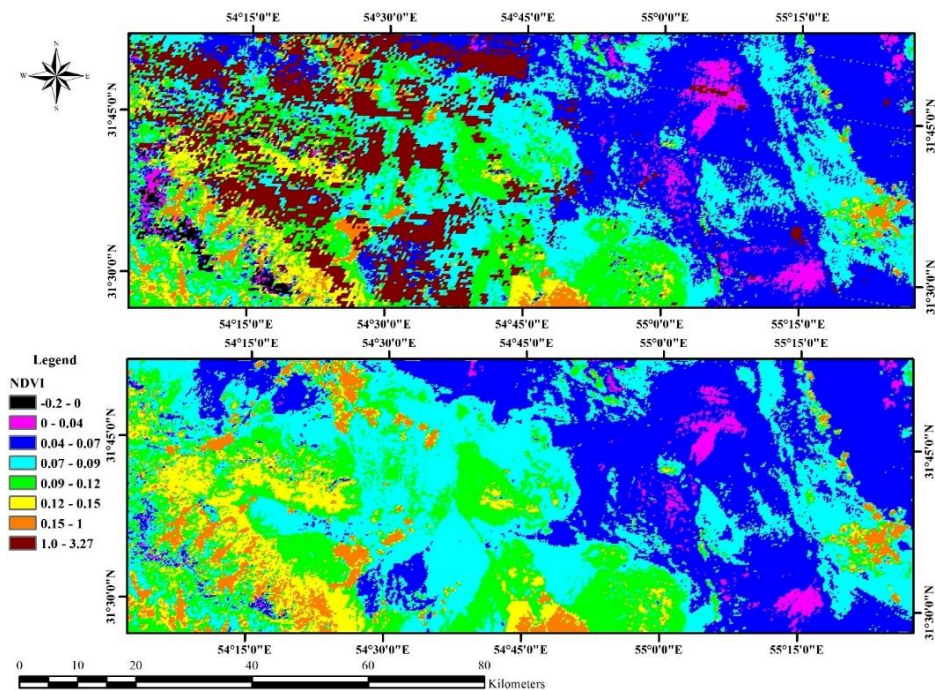 54°15'0"E 54°30'0"E 54°45'0"E 55°0'0"E 55°15'0"E
N
W E
S
31°45'0"N 31°45'0"N
31°30'0"N 31°30'0"N
54°15'0"E 54°30'0"E 54°45'0"E 55°0'0"E 55°15'0"E
54°15'0"E 54°30'0"E 54°45'0"E 55°0'0"E 55°15'0"E
Legend
NDVI
-0.2 - 0
0 - 0.04
0.04 - 0.07
0.07 - 0.09
0.09 - 0.12
0.12 - 0.15
0.15 - 1
1.0 - 3.27
31°45'0"N 31°45'0"N
31°30'0"N 31°30'0"N
54°15'0"E 54°30'0"E 54°45'0"E 55°0'0"E 55°15'0"E
0 10 20 40 60 80
Kilometers